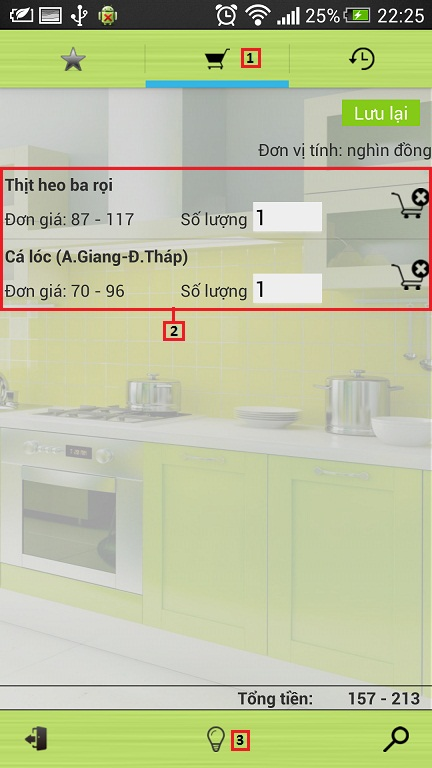 25% 22:25
1
Lưu lại
Đơn vị tính: nghìn đồng
Thịt heo ba rọi
Đơn giá: 87 - 117 Số lượng 1
Cá lóc (A.Giang-Đ.Tháp)
Đơn giá: 70 - 96 Số lượng 1
2
Tổng tiền: 157 - 213
3